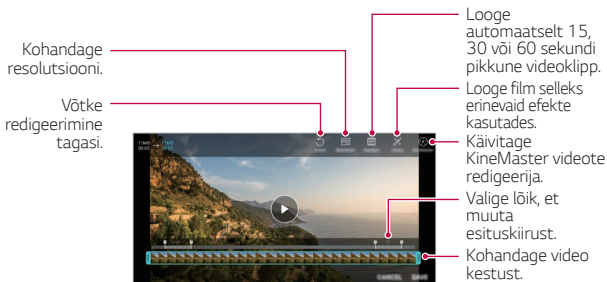 Kohandage
resolutsiooni.
Võtke
redigeerimine
tagasi.
Looge
automaatselt 15,
30 või 60 sekundi
pikkune videoklipp.
Looge film selleks
erinevaid efekte
kasutades.
Käivitage
KineMaster videote
redigeerija.
Valige lõik, et
muuta
esituskiirust.
Kohandage video
kestust.
CANCEL SAVE